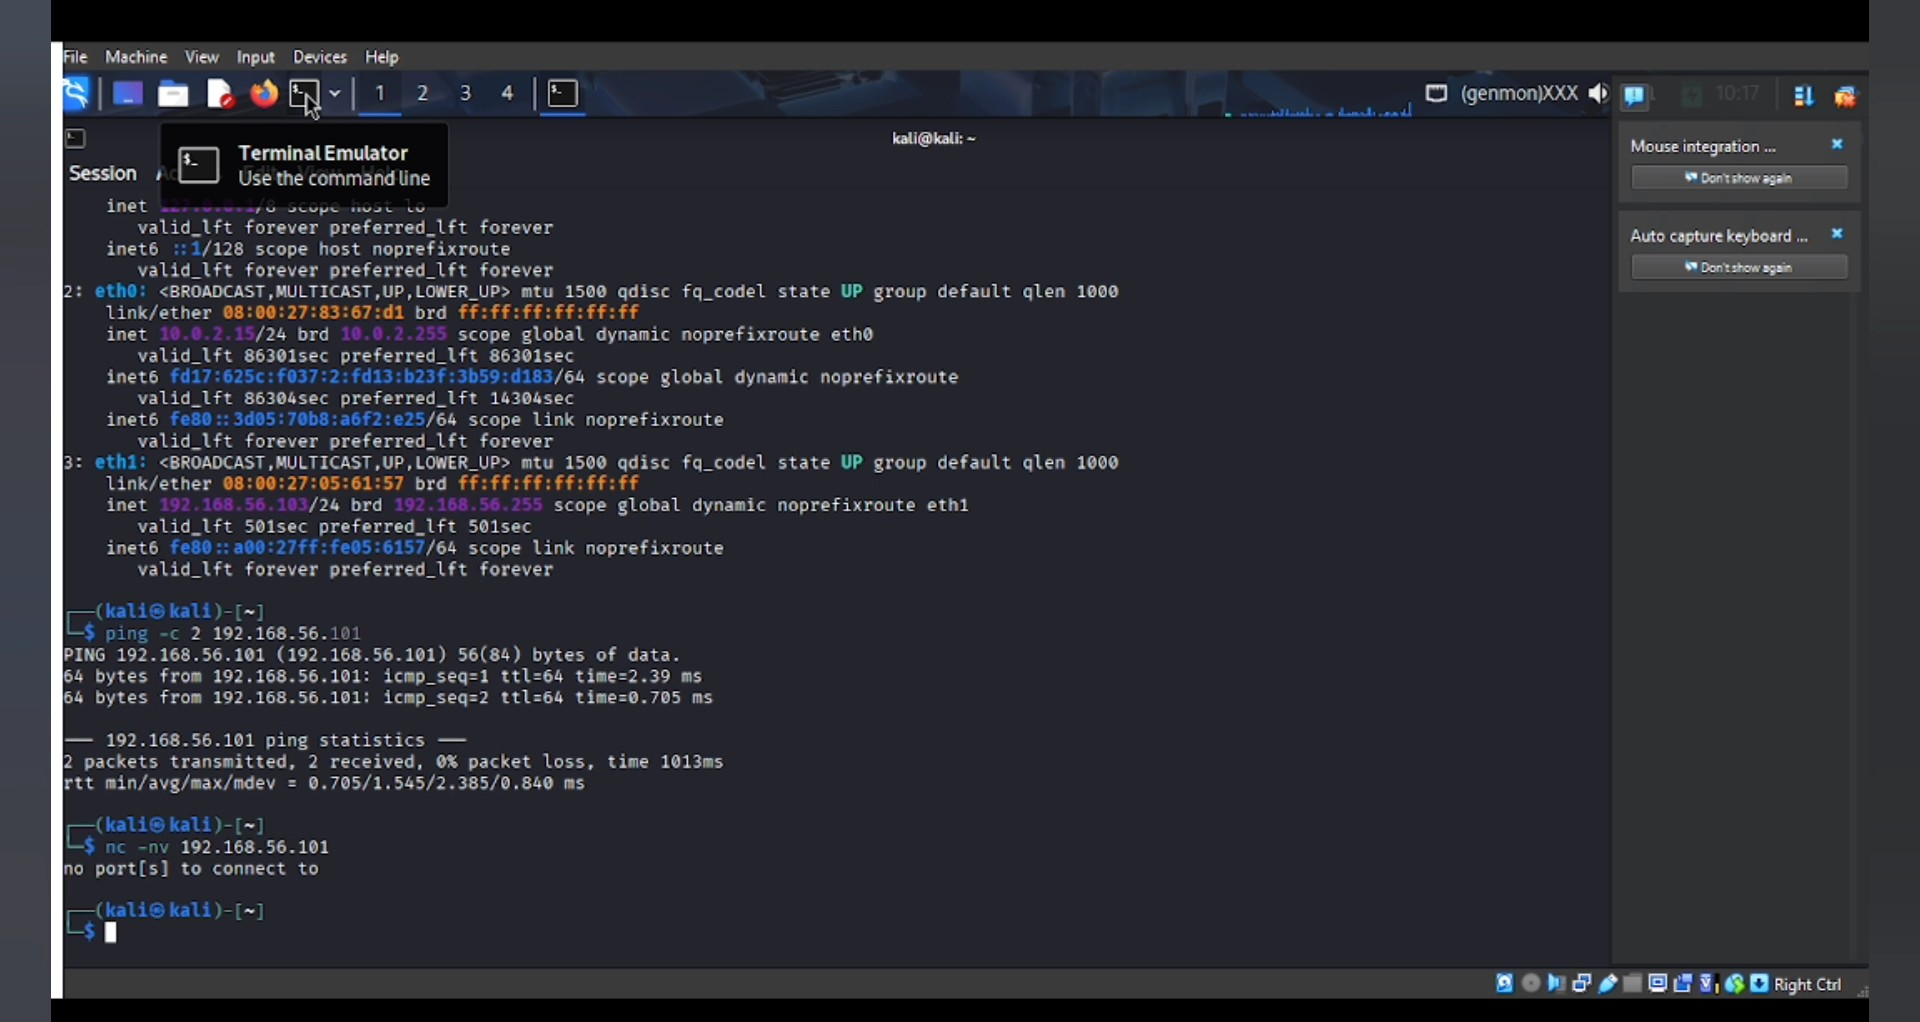 File Machine View Input Devices Help
1 2 3 4
(genmon)XXX
10:17
kali@kali: ~
Terminal Emulator
Use the command line
Session
Mouse integration ...
Don't show again
Auto capture keyboard ...
Don't show again
inet 127.0.0.1/8 scope host lo
valid_lft forever preferred_lft forever
inet6 ::1/128 scope host noprefixroute
valid_lft forever preferred_lft forever
2: eth0: <BROADCAST,MULTICAST,UP,LOWER_UP> mtu 1500 qdisc fq_codel state UP group default qlen 1000
link/ether 08:00:27:83:67:d1 brd ff:ff:ff:ff:ff:ff
inet 10.0.2.15/24 brd 10.0.2.255 scope global dynamic noprefixroute eth0
valid_lft 86301sec preferred_lft 86301sec
inet6 fd17:625c:f037:2:fd13:b23f:3b59:d183/64 scope global dynamic noprefixroute
valid_lft 86304sec preferred_lft 14304sec
inet6 fe80::3d05:70b8:a6f2:e25/64 scope link noprefixroute
valid_lft forever preferred_lft forever
3: eth1: <BROADCAST,MULTICAST,UP,LOWER_UP> mtu 1500 qdisc fq_codel state UP group default qlen 1000
link/ether 08:00:27:05:61:57 brd ff:ff:ff:ff:ff:ff
inet 192.168.56.103/24 brd 192.168.56.255 scope global dynamic noprefixroute eth1
valid_lft 501sec preferred_lft 501sec
inet6 fe80::a00:27ff:fe05:6157/64 scope link noprefixroute
valid_lft forever preferred_lft forever
┌──(kali㉿kali)-[~]
└─$ ping -c 2 192.168.56.101
PING 192.168.56.101 (192.168.56.101) 56(84) bytes of data.
64 bytes from 192.168.56.101: icmp_seq=1 ttl=64 time=2.39 ms
64 bytes from 192.168.56.101: icmp_seq=2 ttl=64 time=0.705 ms
── 192.168.56.101 ping statistics ──
2 packets transmitted, 2 received, 0% packet loss, time 1013ms
rtt min/avg/max/mdev = 0.705/1.545/2.385/0.840 ms
┌──(kali㉿kali)-[~]
└─$ nc -nv 192.168.56.101
no port[s] to connect to
┌──(kali㉿kali)-[~]
└─$
Right Ctrl